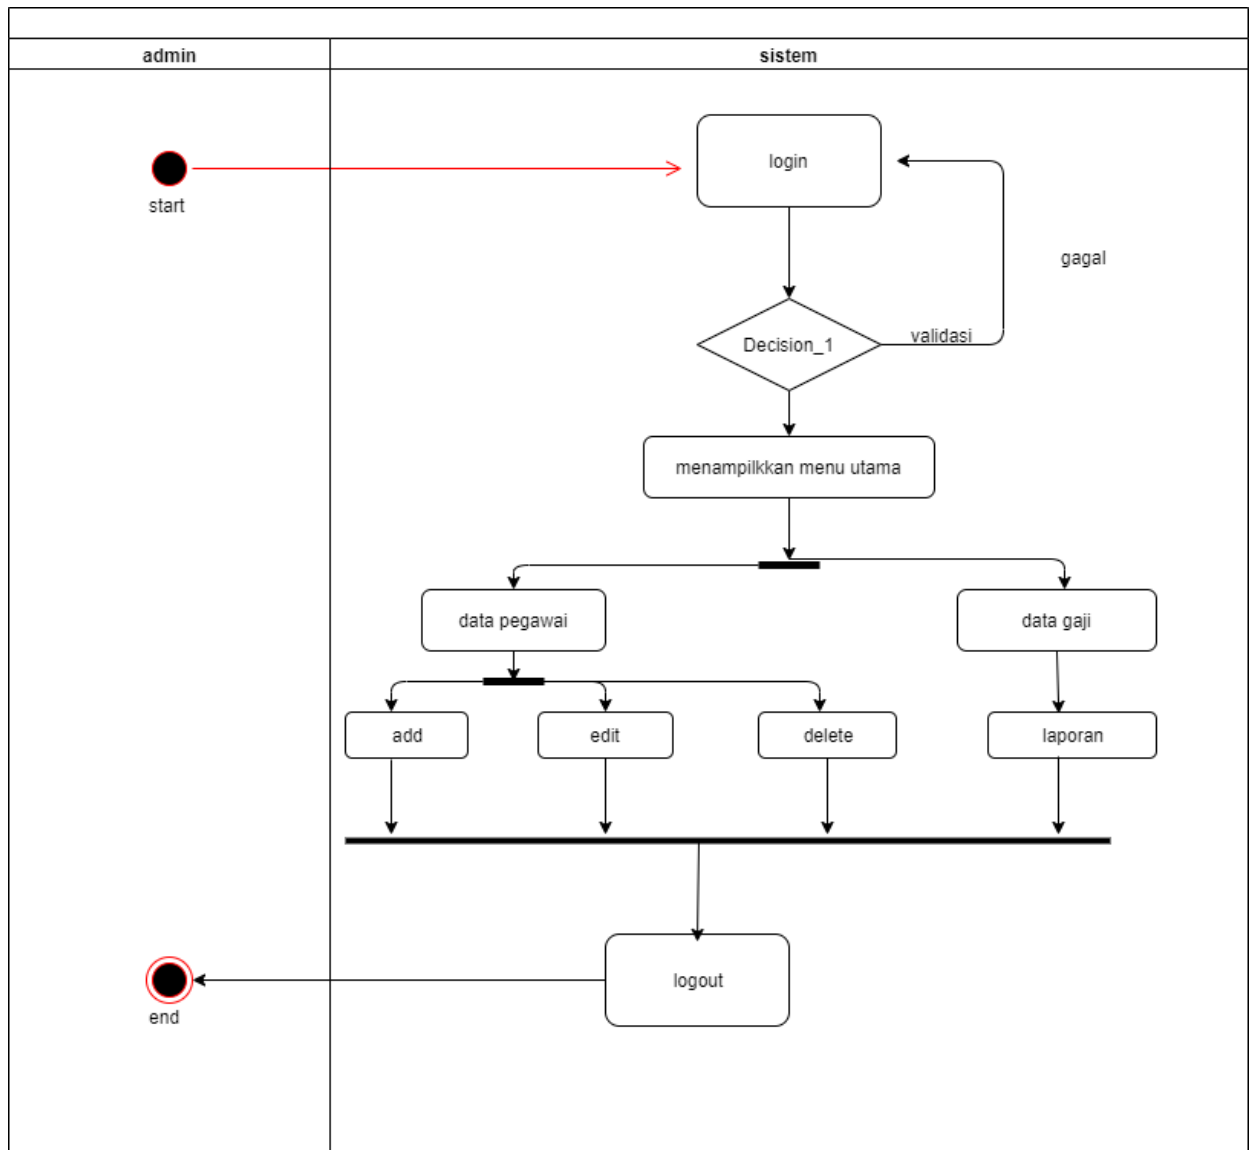 admin
sistem
login
start
gagal
validasi
Decision_1
menampilkkan menu utama
data pegawai
data gaji
add
edit
delete
laporan
logout
end